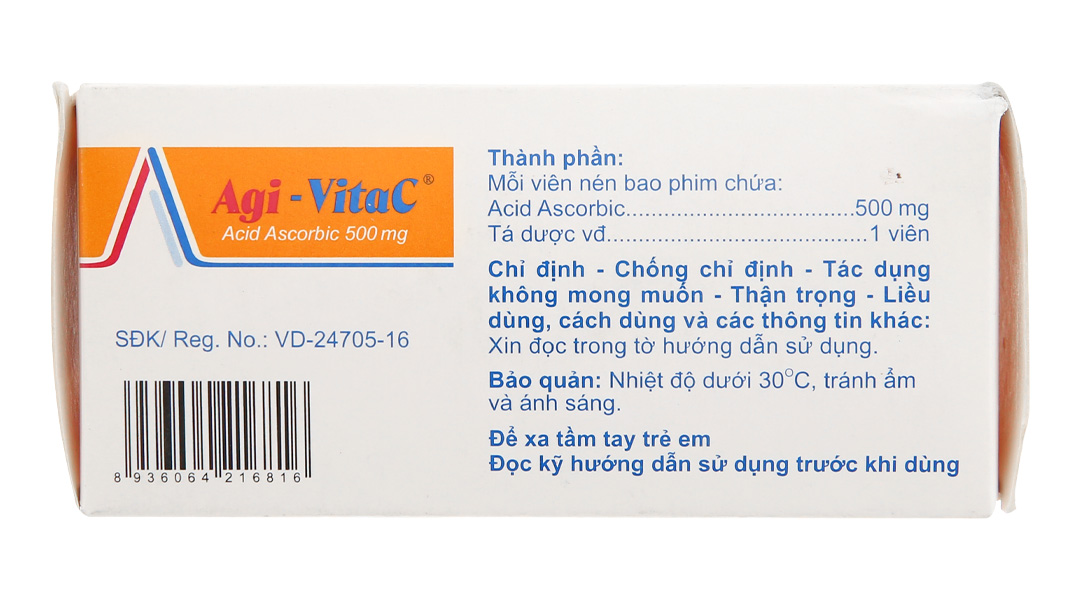 Agi - VitaC®
Acid Ascorbic 500 mg
SĐK/ Reg. No.: VD-24705-16
8 936064 216816
Thành phần:
Mỗi viên nén bao phim chứa:
Acid Ascorbic....................................500 mg
Tá dược vđ.........................................1 viên
Chỉ định - Chống chỉ định - Tác dụng
không mong muốn - Thận trọng - Liều
dùng, cách dùng và các thông tin khác:
Xin đọc trong tờ hướng dẫn sử dụng.
Bảo quản: Nhiệt độ dưới 30°C, tránh ẩm
và ánh sáng.
Để xa tầm tay trẻ em
Đọc kỹ hướng dẫn sử dụng trước khi dùng